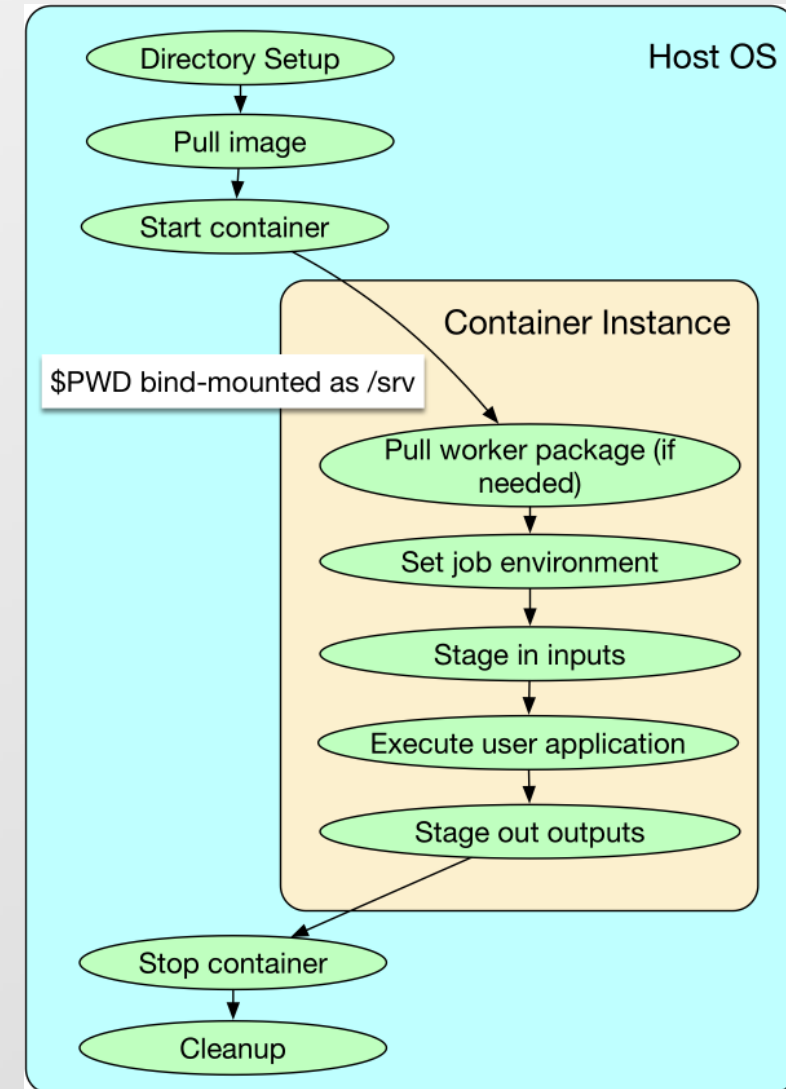 Host OS
Directory Setup
Pull image
Start container
Container Instance
$PWD bind-mounted as /srv
Pull worker package (if
needed)
Set job environment
Stage in inputs
Execute user application
Stage out outputs
Stop container
Cleanup